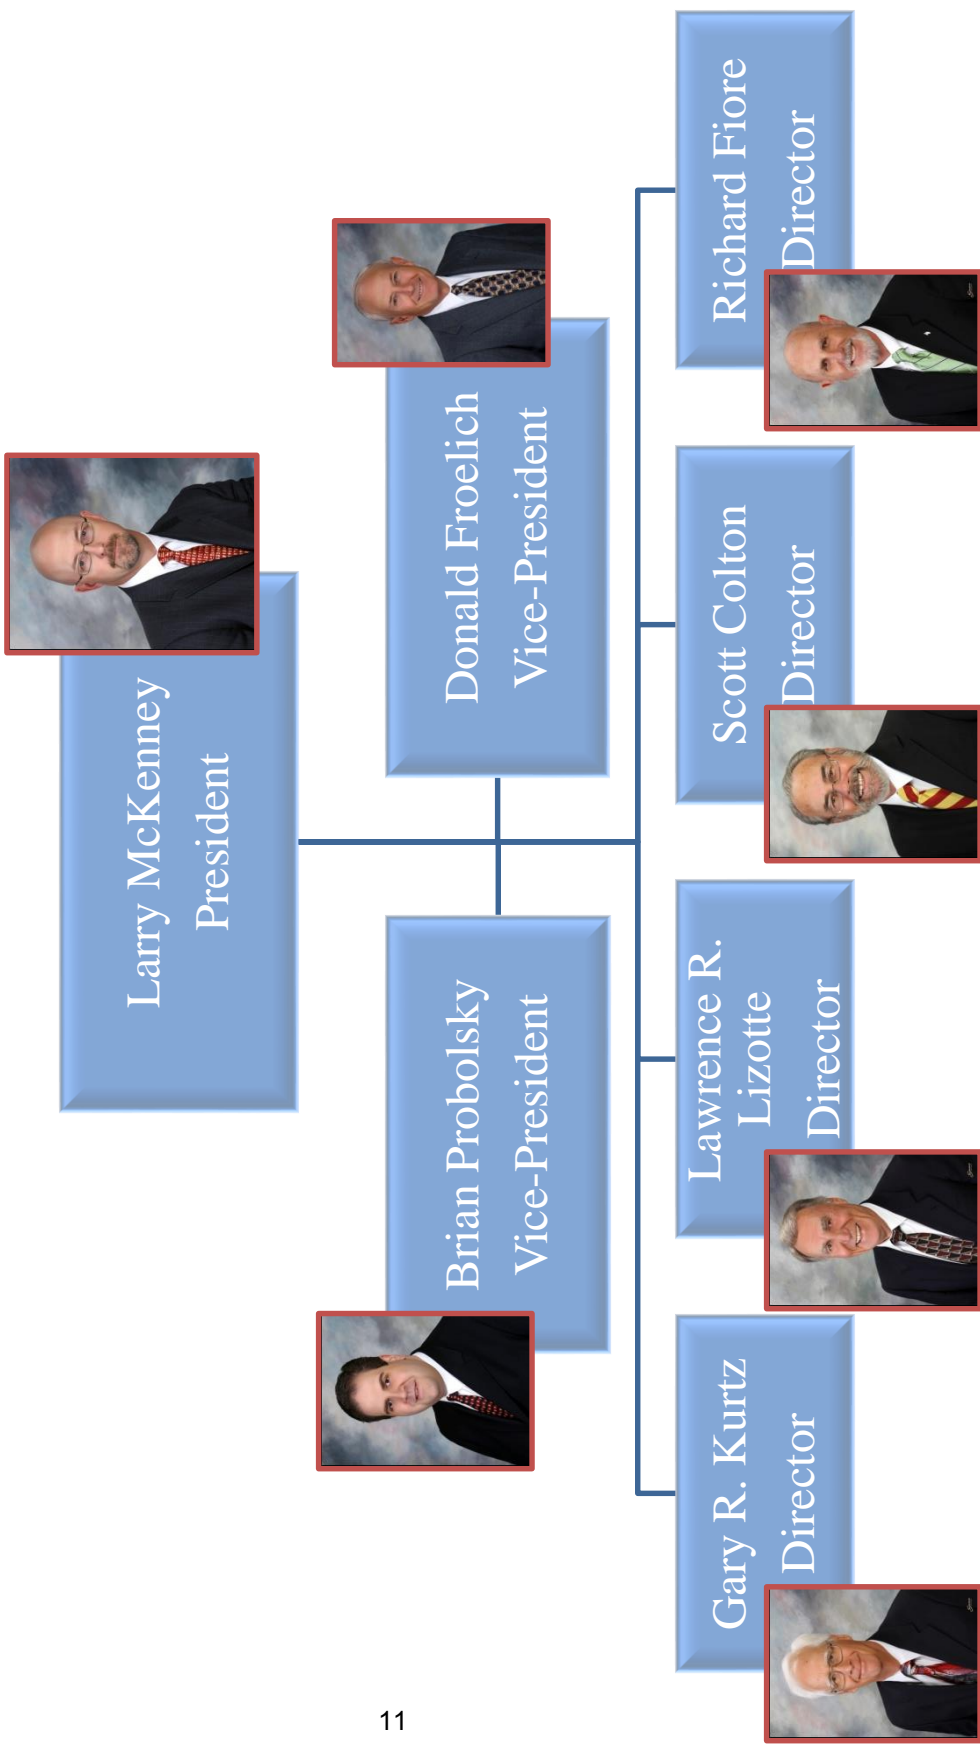 Larry McKenney
President
Brian Probolsky
Vice-President
Donald Froelich
Vice-President
Gary R. Kurtz
Director
Lawrence R.
Lizotte
Director
Scott Colton
Director
Richard Fiore
Director
11